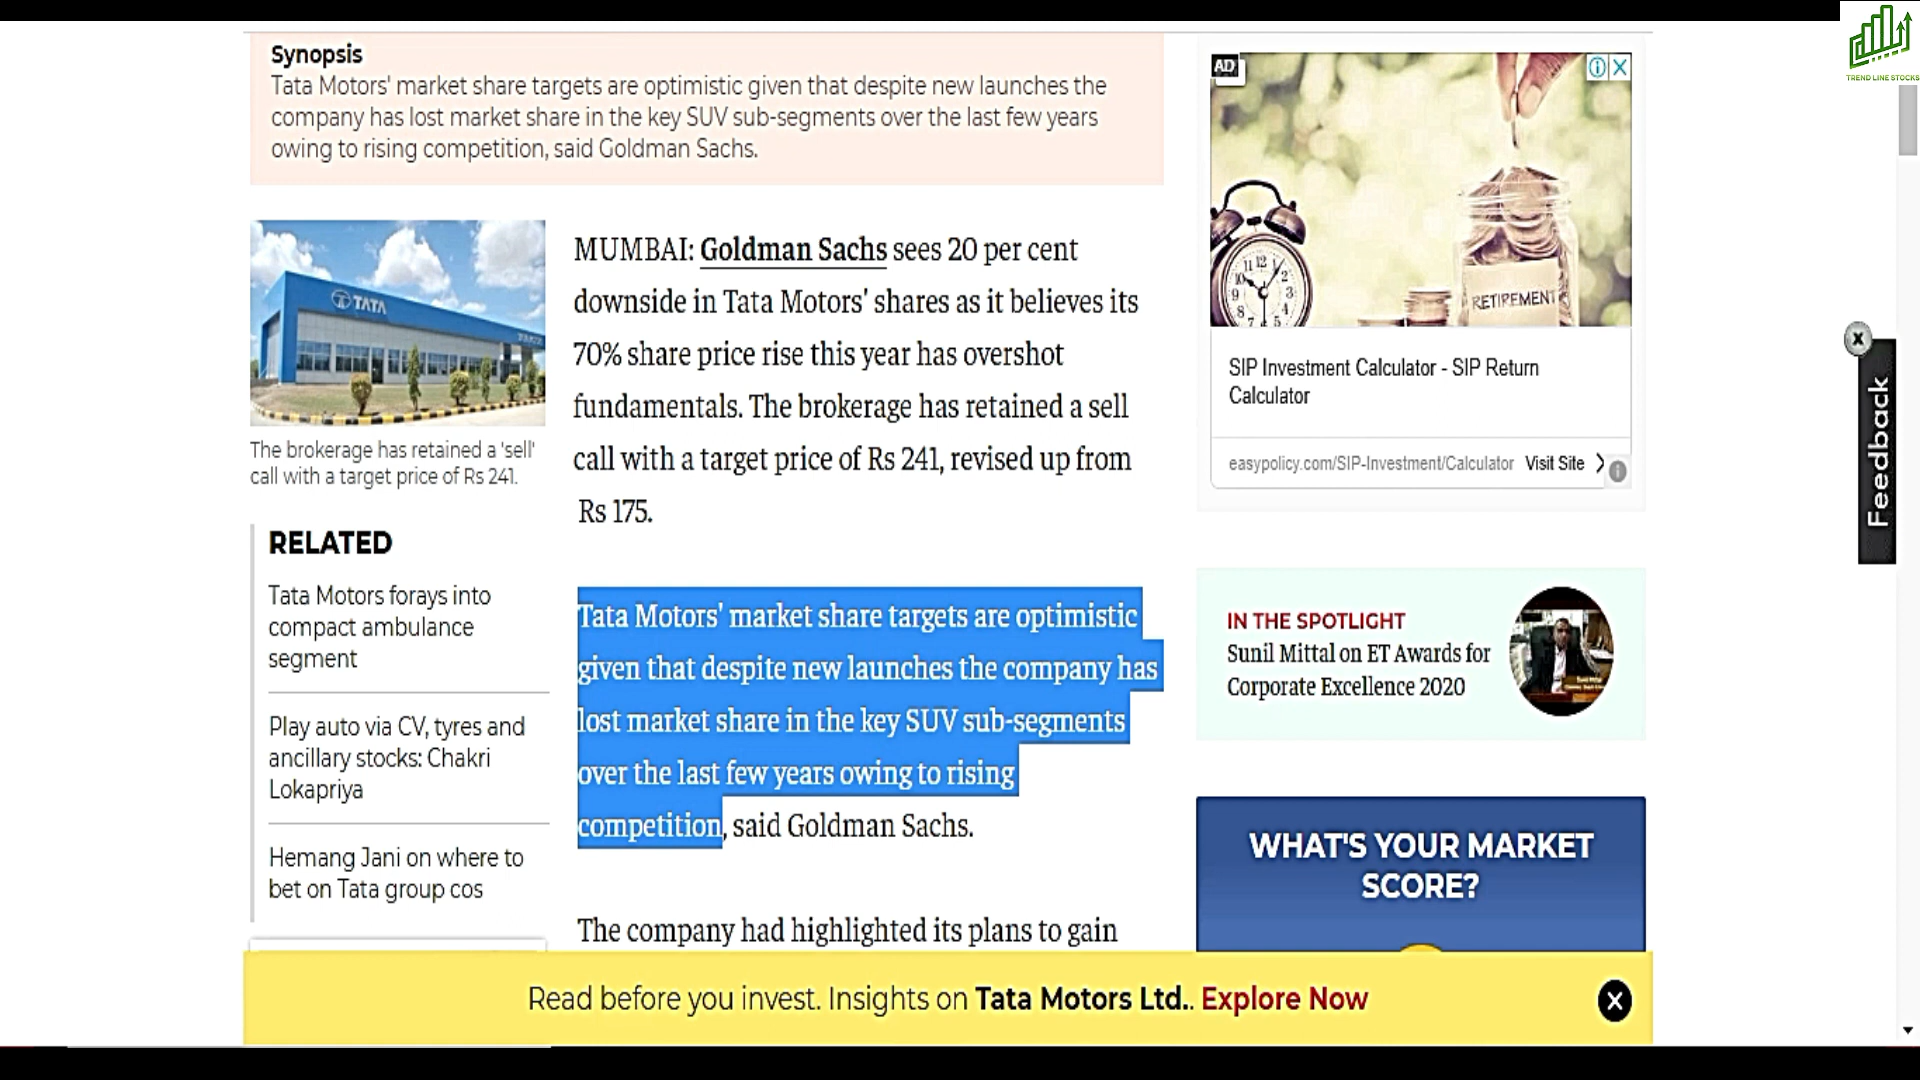 TREND LINE STOCKS
Synopsis
Tata Motors' market share targets are optimistic given that despite new launches the
company has lost market share in the key SUV sub-segments over the last few years
owing to rising competition, said Goldman Sachs.
TATA
The brokerage has retained a 'sell'
call with a target price of Rs 241.
RELATED
Tata Motors forays into
compact ambulance
segment
Play auto via CV, tyres and
ancillary stocks: Chakri
Lokapriya
Hemang Jani on where to
bet on Tata group cos
MUMBAI: Goldman Sachs sees 20 per cent
downside in Tata Motors' shares as it believes its
70% share price rise this year has overshot
fundamentals. The brokerage has retained a sell
call with a target price of Rs 241, revised up from
Rs 175.
Tata Motors' market share targets are optimistic
given that despite new launches the company has
lost market share in the key SUV sub-segments
over the last few years owing to rising
competition, said Goldman Sachs.
The company had highlighted its plans to gain
AD
RETIREMENT
SIP Investment Calculator - SIP Return
Calculator
easypolicy.com/SIP-Investment/Calculator Visit Site
IN THE SPOTLIGHT
Sunil Mittal on ET Awards for
Corporate Excellence 2020
WHAT'S YOUR MARKET
SCORE?
Feedback
Read before you invest. Insights on Tata Motors Ltd.. Explore Now